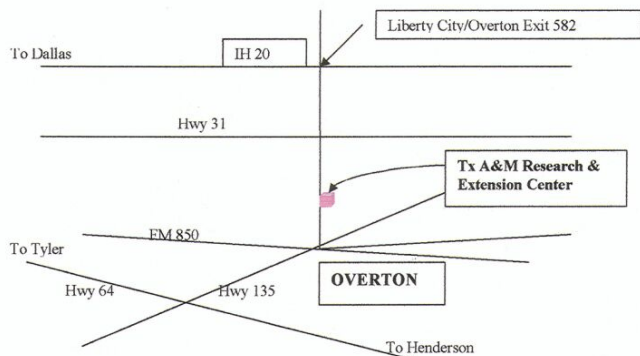 Liberty City/Overton Exit 582
To Dallas
IH 20
Hwy 31
Tx A&M Research &
Extension Center
FM 850
To Tyler
OVERTON
Hwy 64
Hwy 135
To Henderson